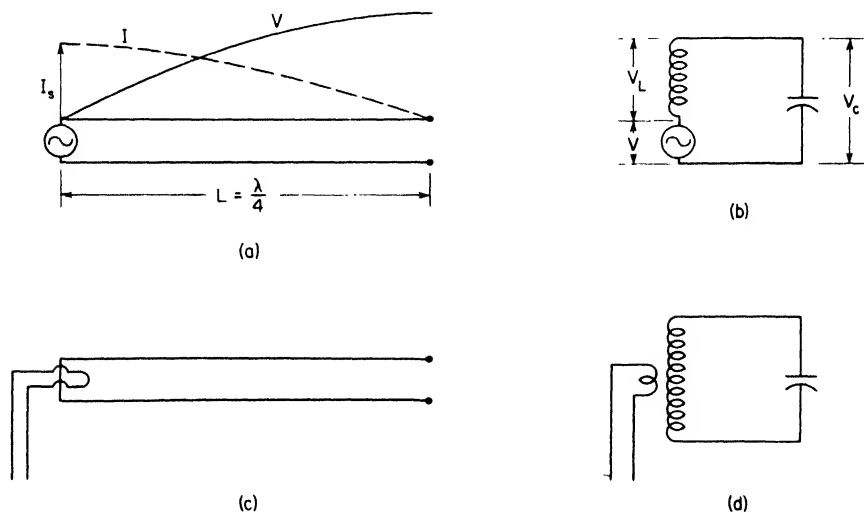 V
I
I_s
L = λ/4
(a)
V_L
V
V_c
(b)
(c)
(d)